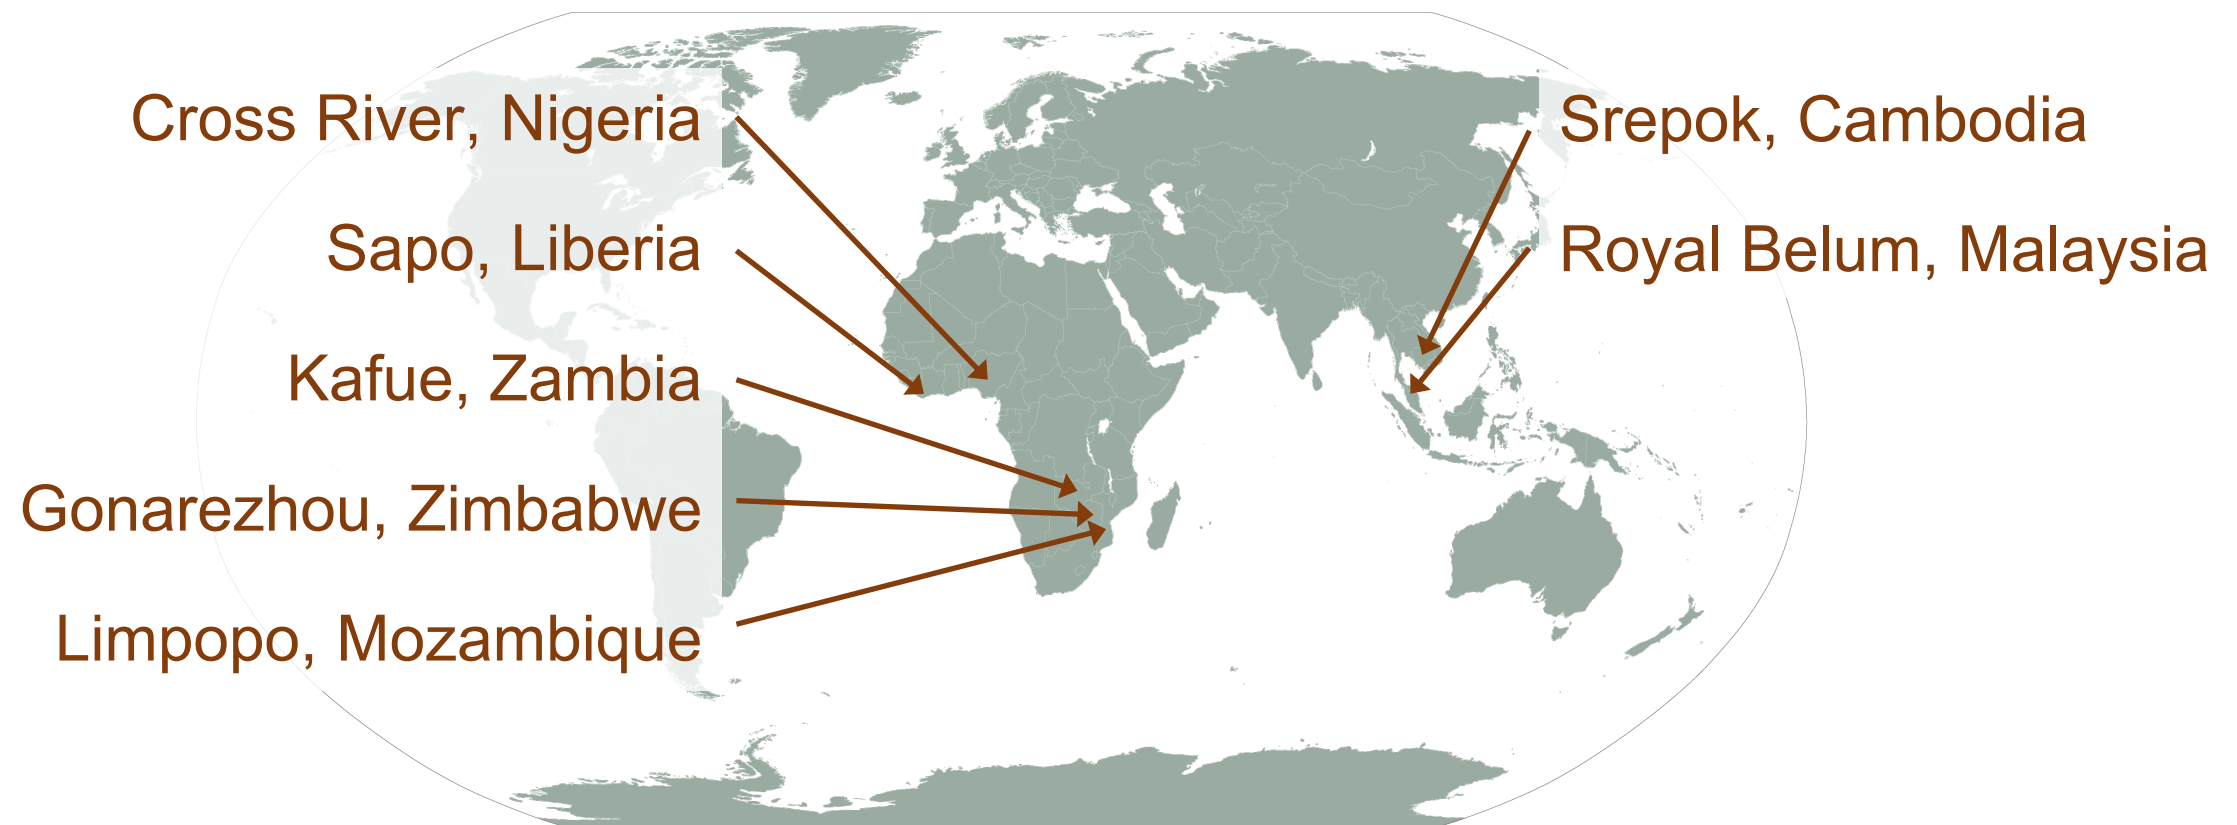 Cross River, Nigeria
Sapo, Liberia
Kafue, Zambia
Gonarezhou, Zimbabwe
Limpopo, Mozambique
Srepok, Cambodia
Royal Belum, Malaysia